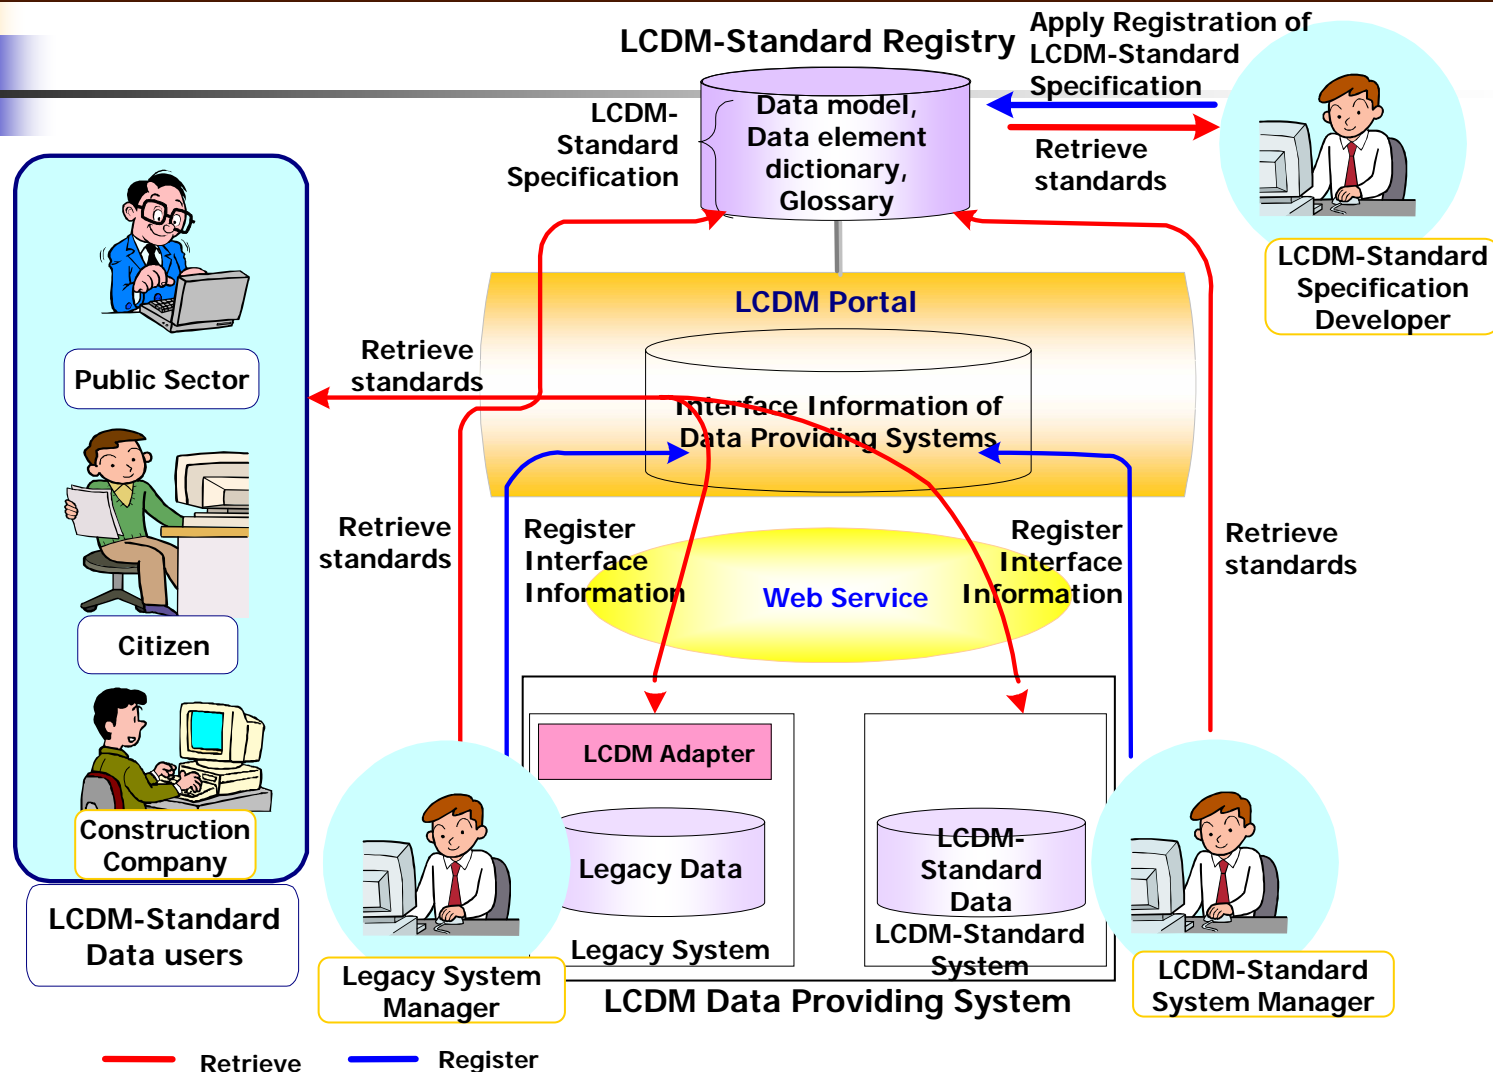 LCDM-Standard Registry
Apply Registration of
LCDM-Standard
Specification
LCDM-
Standard
Specification
Data model,
Data element
dictionary,
Glossary
Retrieve
standards
LCDM-Standard
Specification
Developer
LCDM Portal
Public Sector
Retrieve
standards
Interface Information of
Data Providing Systems
Citizen
Retrieve
standards
Register
Interface
Information
Web Service
Register
Interface
Information
Retrieve
standards
Construction
Company
LCDM-Standard
Data users
LCDM Adapter
Legacy Data
Legacy System
LCDM-
Standard
Data
LCDM-Standard
System
Legacy System
Manager
LCDM Data Providing System
LCDM-Standard
System Manager
Retrieve
Register